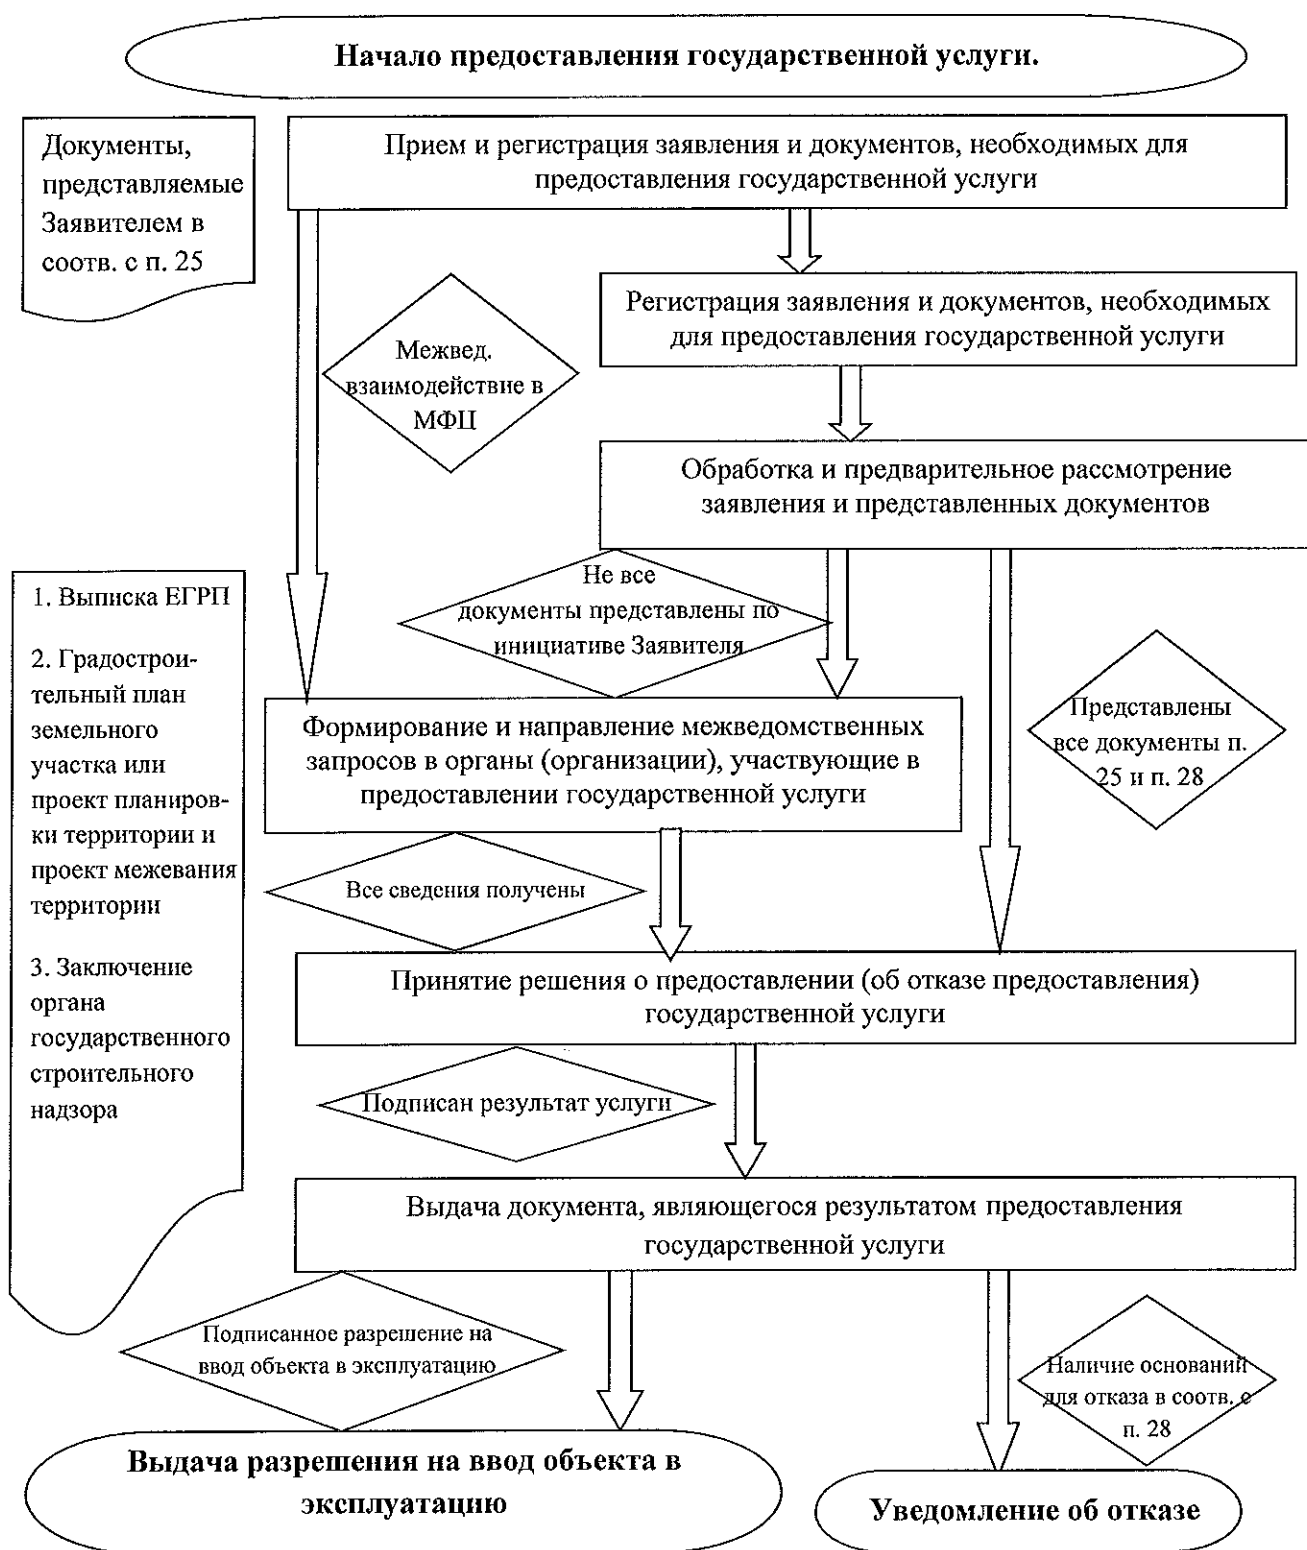 Начало предоставления государственной услуги.
Документы,
представляемые
Заявителем в
соотв. с п. 25
Прием и регистрация заявления и документов, необходимых для
предоставления государственной услуги
Регистрация заявления и документов, необходимых
для предоставления государственной услуги
Межвед.
взаимодействие в
МФЦ
Обработка и предварительное рассмотрение
заявления и представленных документов
Не все
документы представлены по
инициативе Заявителя
1. Выписка ЕГРП
2. Градострои-
тельный план
земельного
участка или
проект планиров-
ки территории и
проект межевания
территории
3. Заключение
органа
государственного
строительного
надзора
Формирование и направление межведомственных
запросов в органы (организации), участвующие в
предоставлении государственной услуги
Представлены
все документы п.
25 и п. 28
Все сведения получены
Принятие решения о предоставлении (об отказе предоставления)
государственной услуги
Подписан результат услуги
Выдача документа, являющегося результатом предоставления
государственной услуги
Подписанное разрешение на
ввод объекта в эксплуатацию
Наличие оснований
для отказа в соотв. с
п. 28
Выдача разрешения на ввод объекта в
эксплуатацию
Уведомление об отказе